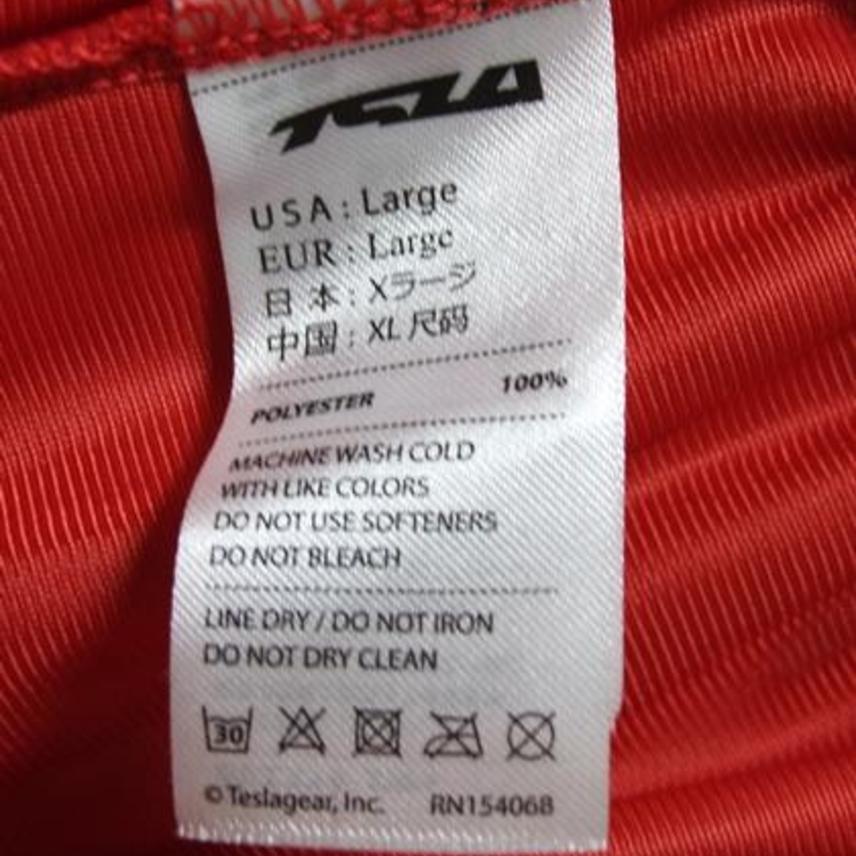 TSLA
USA : Large
EUR : Large
日 本 : Xラージ
中国 : XL 尺码
POLYESTER 100%
MACHINE WASH COLD
WITH LIKE COLORS
DO NOT USE SOFTENERS
DO NOT BLEACH
LINE DRY / DO NOT IRON
DO NOT DRY CLEAN
30
© Teslagear, Inc. RN154068